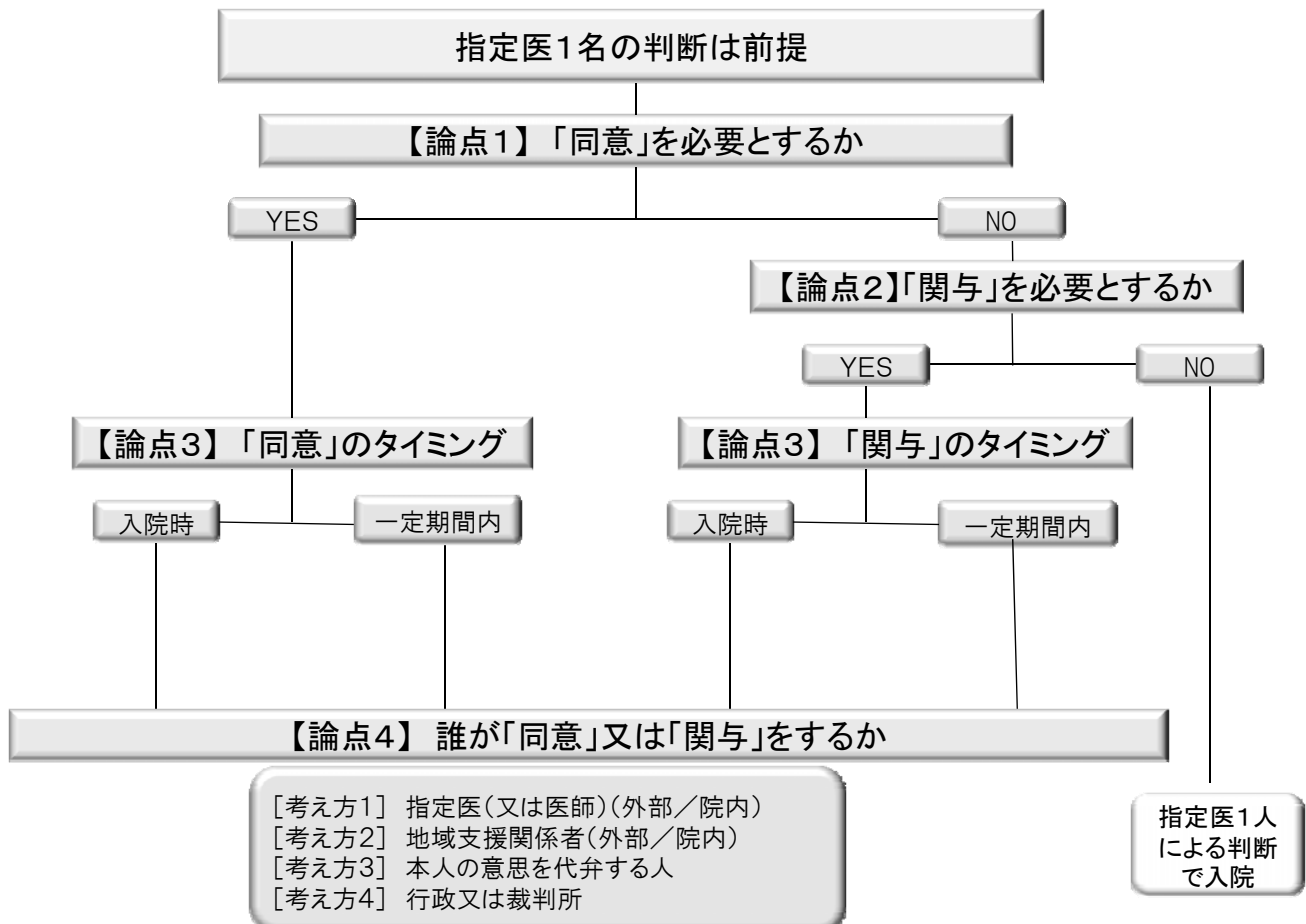 指定医1名の判断は前提
【論点1】「同意」を必要とするか
YES
NO
【論点2】「関与」を必要とするか
YES
NO
【論点3】「同意」のタイミング
【論点3】「関与」のタイミング
入院時
一定期間内
入院時
一定期間内
【論点4】 誰が「同意」又は「関与」をするか
[考え方1] 指定医(又は医師)(外部/院内)
[考え方2] 地域支援関係者(外部/院内)
[考え方3] 本人の意思を代弁する人
[考え方4] 行政又は裁判所
指定医1人
による判断
で入院